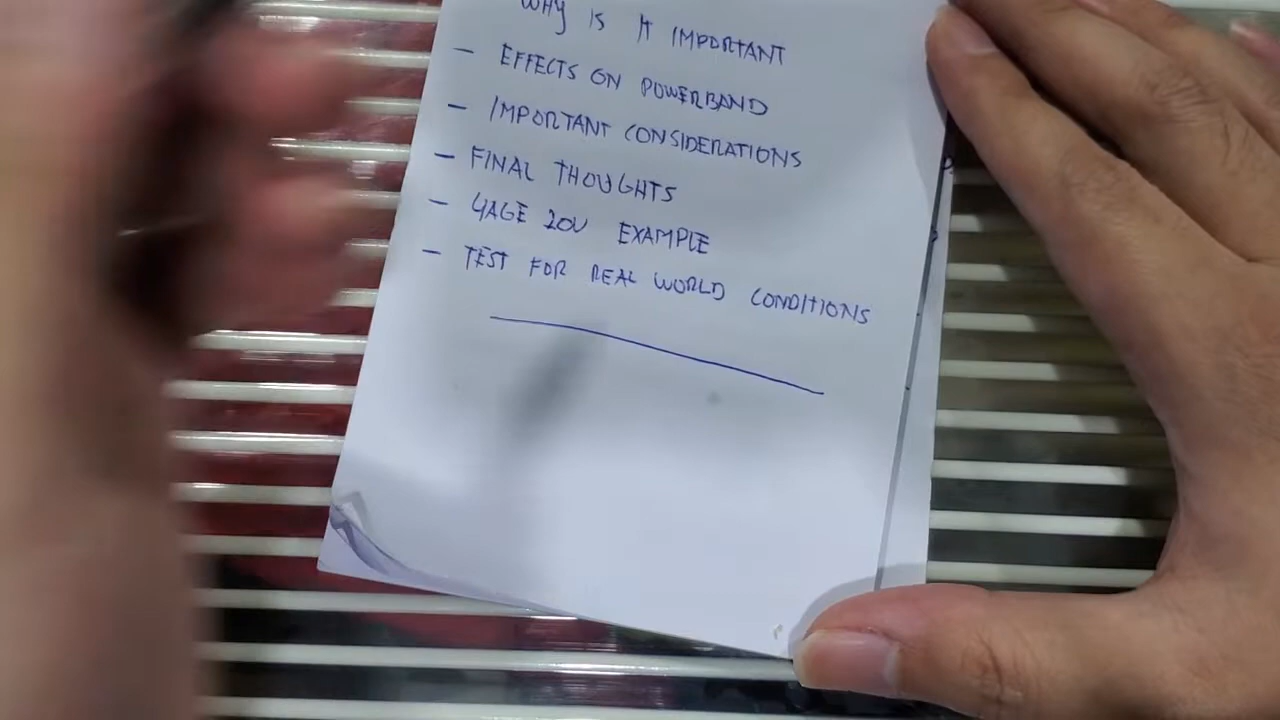 WHY IS IT IMPORTANT
- EFFECTS ON POWERBAND
- IMPORTANT CONSIDERATIONS
- FINAL THOUGHTS
- 4AGE 20V EXAMPLE
- TEST FOR REAL WORLD CONDITIONS